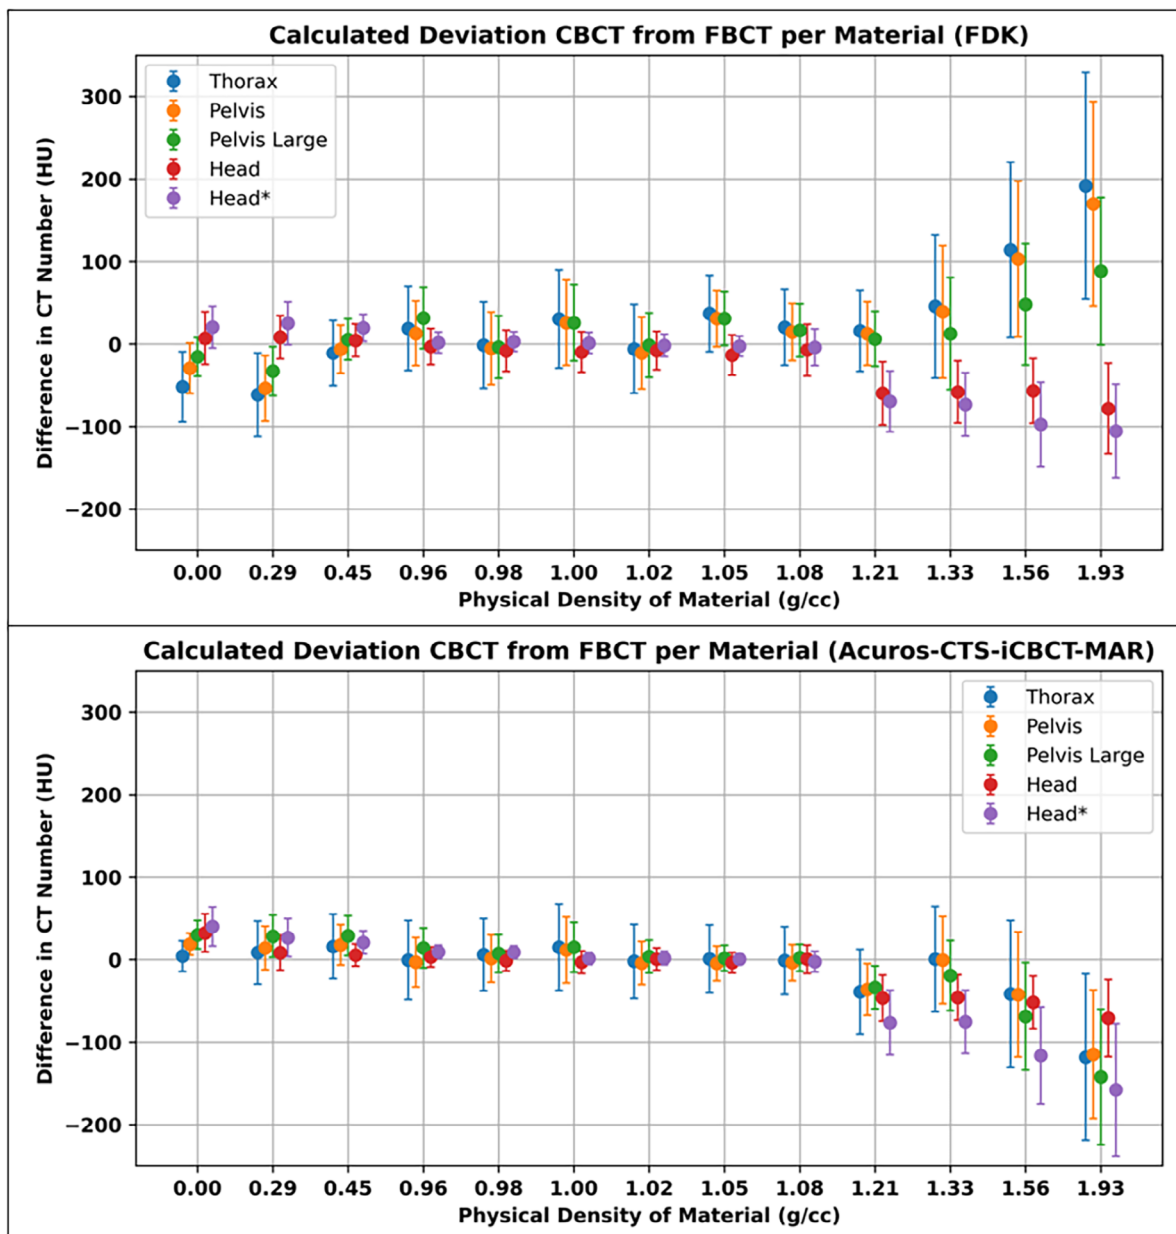 Calculated Deviation CBCT from FBCT per Material (FDK)
Difference in CT Number (HU)
300
200
100
0
−100
−200
Thorax
Pelvis
Pelvis Large
Head
Head*
0.00 0.29 0.45 0.96 0.98 1.00 1.02 1.05 1.08 1.21 1.33 1.56 1.93
Physical Density of Material (g/cc)
Calculated Deviation CBCT from FBCT per Material (Acuros-CTS-iCBCT-MAR)
Difference in CT Number (HU)
300
200
100
0
−100
−200
Thorax
Pelvis
Pelvis Large
Head
Head*
0.00 0.29 0.45 0.96 0.98 1.00 1.02 1.05 1.08 1.21 1.33 1.56 1.93
Physical Density of Material (g/cc)